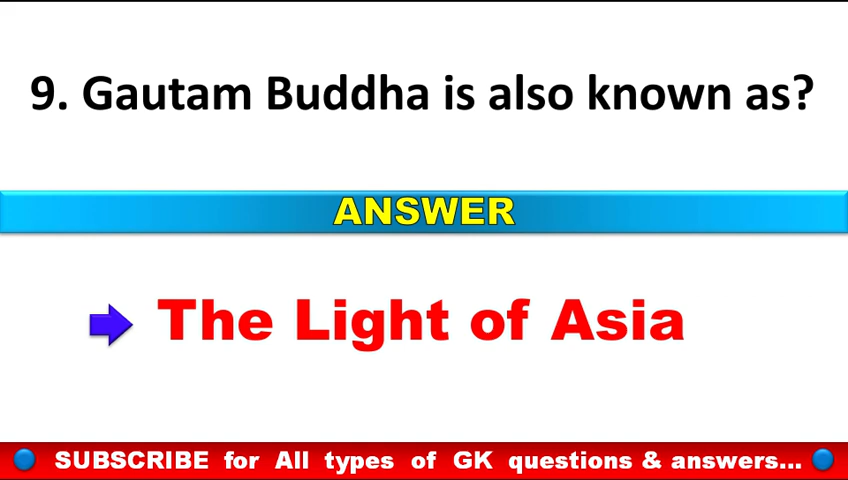 9. Gautam Buddha is also known as?
ANSWER
The Light of Asia
SUBSCRIBE for All types of GK questions & answers...